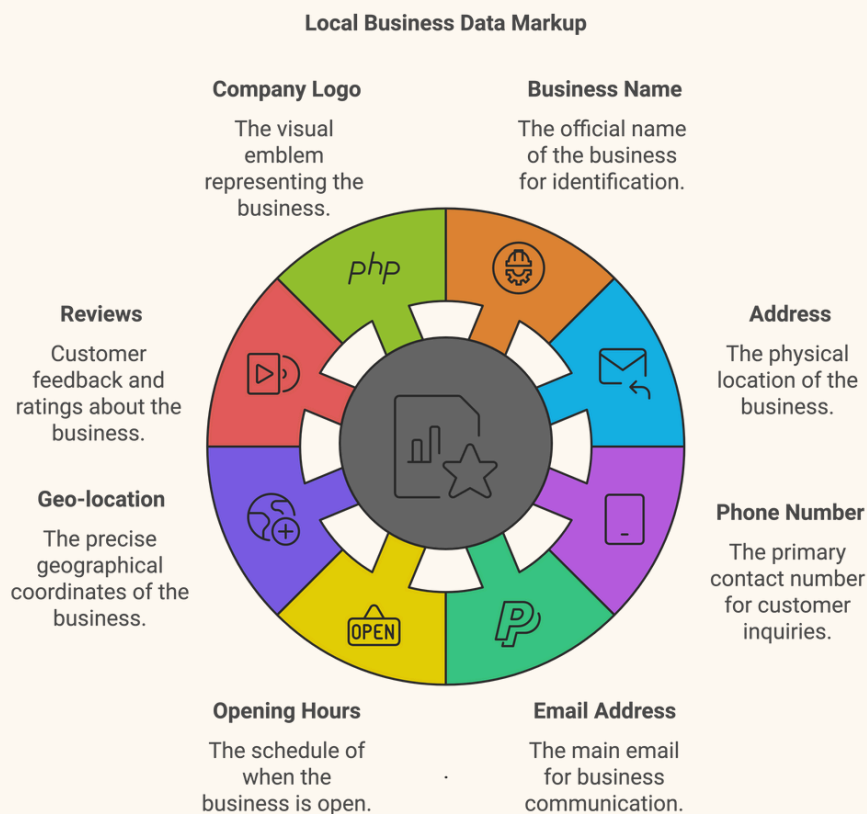 Local Business Data Markup
Company Logo
The visual
emblem
representing the
business.
Business Name
The official name
of the business
for identification.
php
Reviews
Customer
feedback and
ratings about the
business.
Address
The physical
location of the
business.
Geo-location
The precise
geographical
coordinates of the
business.
Phone Number
The primary
contact number
for customer
inquiries.
OPEN
Opening Hours
The schedule of
when the
business is open.
Email Address
The main email
for business
communication.